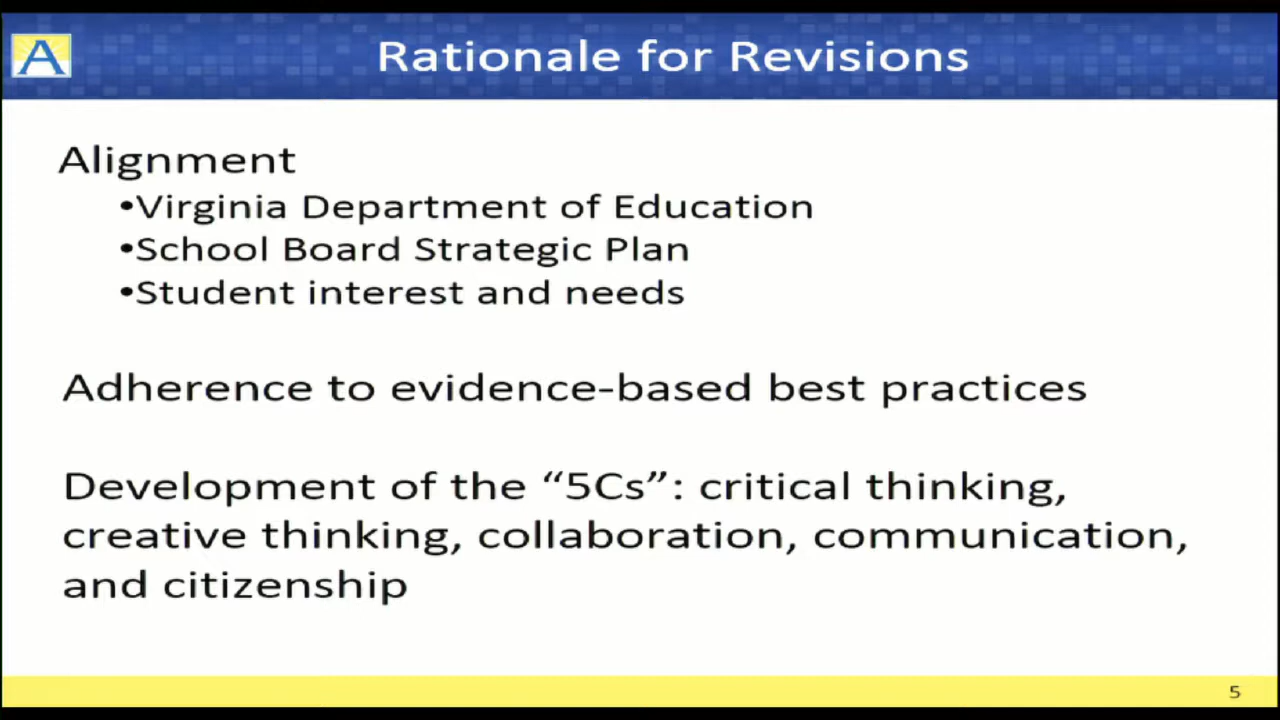 A
Rationale for Revisions
Alignment
•Virginia Department of Education
•School Board Strategic Plan
•Student interest and needs
Adherence to evidence-based best practices
Development of the “5Cs”: critical thinking,
creative thinking, collaboration, communication,
and citizenship
5